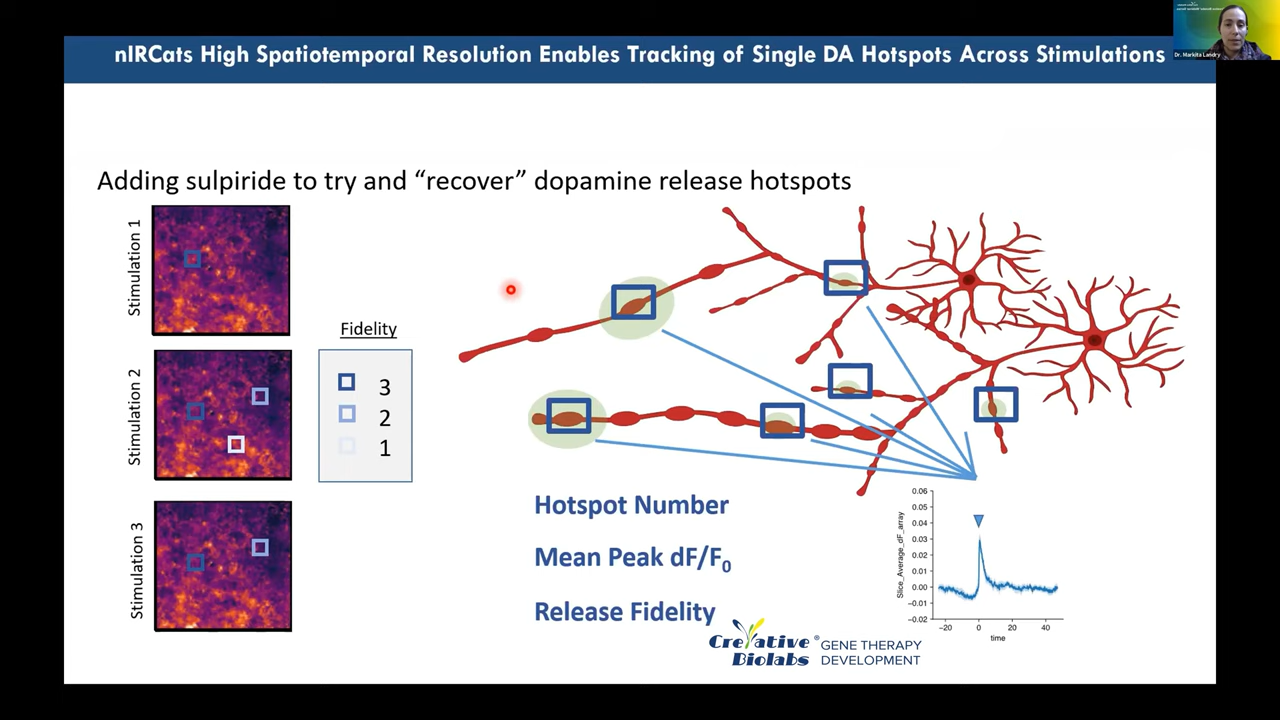 nIRCats High Spatiotemporal Resolution Enables Tracking of Single DA Hotspots Across Stimulations
Dr. Markita Landry
Adding sulpiride to try and “recover” dopamine release hotspots
Stimulation 1
Stimulation 2
Stimulation 3
Fidelity
3
2
1
Hotspot Number
Mean Peak dF/F0
Release Fidelity
Slice_Average_dF_array
0.06
0.05
0.04
0.03
0.02
0.01
0.00
−0.01
−0.02
−20 0 20 40
time
Creative Biolabs®
GENE THERAPY
DEVELOPMENT